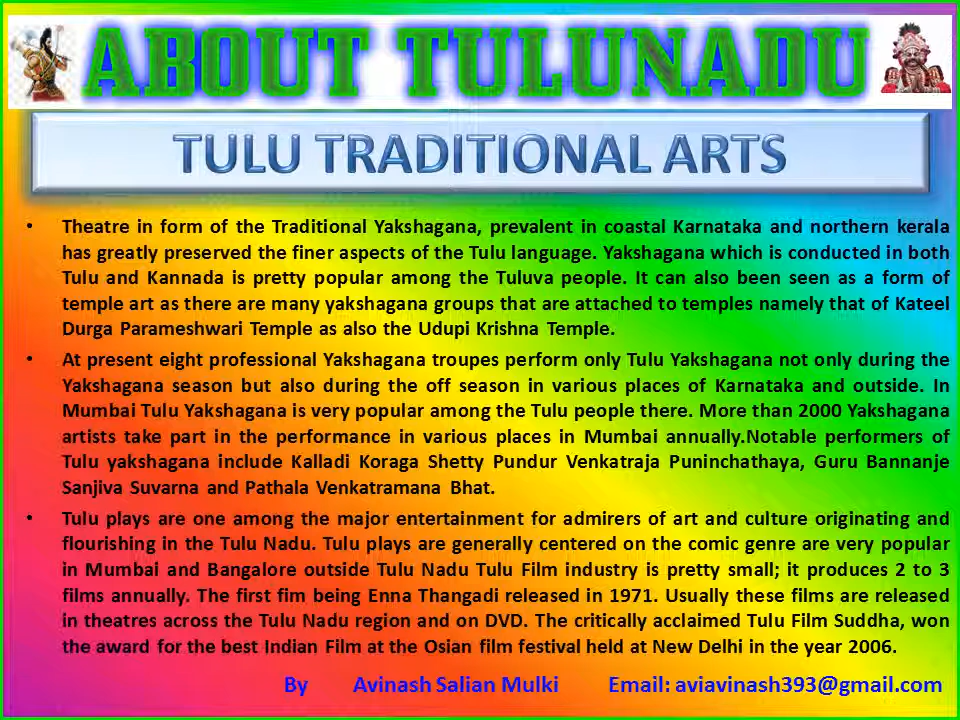 ABOUT TULUNADU
TULU TRADITIONAL ARTS
• Theatre in form of the Traditional Yakshagana, prevalent in coastal Karnataka and northern kerala
has greatly preserved the finer aspects of the Tulu language. Yakshagana which is conducted in both
Tulu and Kannada is pretty popular among the Tuluva people. It can also been seen as a form of
temple art as there are many yakshagana groups that are attached to temples namely that of Kateel
Durga Parameshwari Temple as also the Udupi Krishna Temple.
• At present eight professional Yakshagana troupes perform only Tulu Yakshagana not only during the
Yakshagana season but also during the off season in various places of Karnataka and outside. In
Mumbai Tulu Yakshagana is very popular among the Tulu people there. More than 2000 Yakshagana
artists take part in the performance in various places in Mumbai annually.Notable performers of
Tulu yakshagana include Kalladi Koraga Shetty Pundur Venkatraja Puninchathaya, Guru Bannanje
Sanjiva Suvarna and Pathala Venkatramana Bhat.
• Tulu plays are one among the major entertainment for admirers of art and culture originating and
flourishing in the Tulu Nadu. Tulu plays are generally centered on the comic genre are very popular
in Mumbai and Bangalore outside Tulu Nadu Tulu Film industry is pretty small; it produces 2 to 3
films annually. The first fim being Enna Thangadi released in 1971. Usually these films are released
in theatres across the Tulu Nadu region and on DVD. The critically acclaimed Tulu Film Suddha, won
the award for the best Indian Film at the Osian film festival held at New Delhi in the year 2006.
By Avinash Salian Mulki Email: aviavinash393@gmail.com